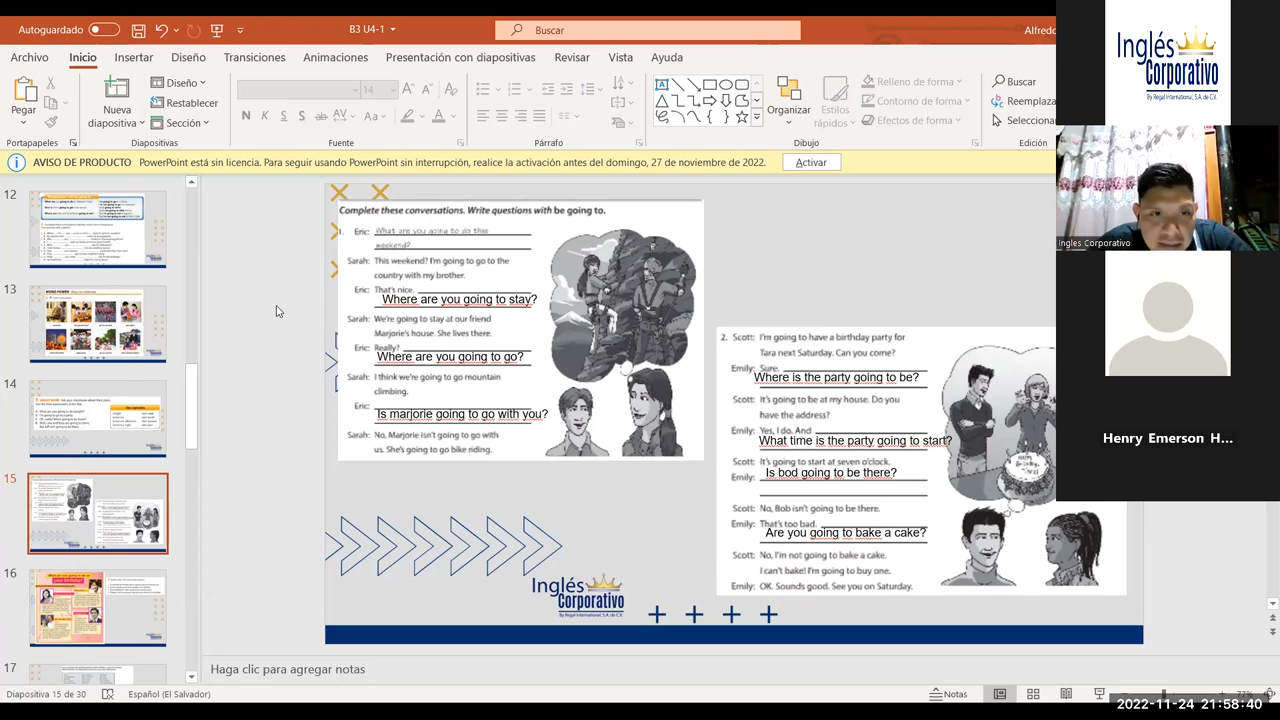 Autoguardado
B3 U4-1
Buscar
Alfredo
Archivo
Inicio
Insertar
Dibujar
Diseño
Transiciones
Animaciones
Presentación con diapositivas
Revisar
Vista
Ayuda
Pegar
Nueva
diapositiva
Diseño
Restablecer
Sección
14
Organizar
Estilos
rápidos
Relleno de forma
Contorno de forma
Efectos de forma
Buscar
Reemplaza
Selecciona
Portapapeles
Diapositivas
Fuente
Párrafo
Dibujo
Edición
AVISO DE PRODUCTO PowerPoint está sin licencia. Para seguir usando PowerPoint sin interrupción, realice la activación antes del domingo, 27 de noviembre de 2022.
Activar
12
13
WORD POWER
14
15
16
17
Complete these conversations. Write questions with be going to.
1. Eric: What are you going to do this
weekend?
Sarah: This weekend? I'm going to go to the
country with my brother.
Eric: That's nice.
Where are you going to stay?
Sarah: We're going to stay at our friend
Marjorie's house. She lives there.
Eric: Really?
Where are you going to go?
Sarah: I think we're going to go mountain
climbing.
Eric:
Is marjorie going to go with you?
Sarah: No, Marjorie isn't going to go with
us. She's going to go bike riding.
2. Scott: I'm going to have a birthday party for
Tara next Saturday. Can you come?
Emily: Sure.
Where is the party going to be?
Scott: It's going to be at my house. Do you
have the address?
Emily: Yes, I do. And
What time is the party going to start?
Scott: It's going to start at seven o'clock.
Emily: Is bod going to be there?
Scott: No, Bob isn't going to be there.
Emily: That's too bad.
Are you going to bake a cake?
Scott: No, I'm not going to bake a cake.
I can't bake! I'm going to buy one.
Emily: OK. Sounds good. See you on Saturday.
Inglés
Corporativo
By Regal International, S.A. de C.V.
Haga clic para agregar notas
Diapositiva 15 de 30
Español (El Salvador)
Notas
77%
Inglés
Corporativo
By Regal International, S.A. de C.V.
Ingles Corporativo
Henry Emerson H...
2022-11-24 21:58:40